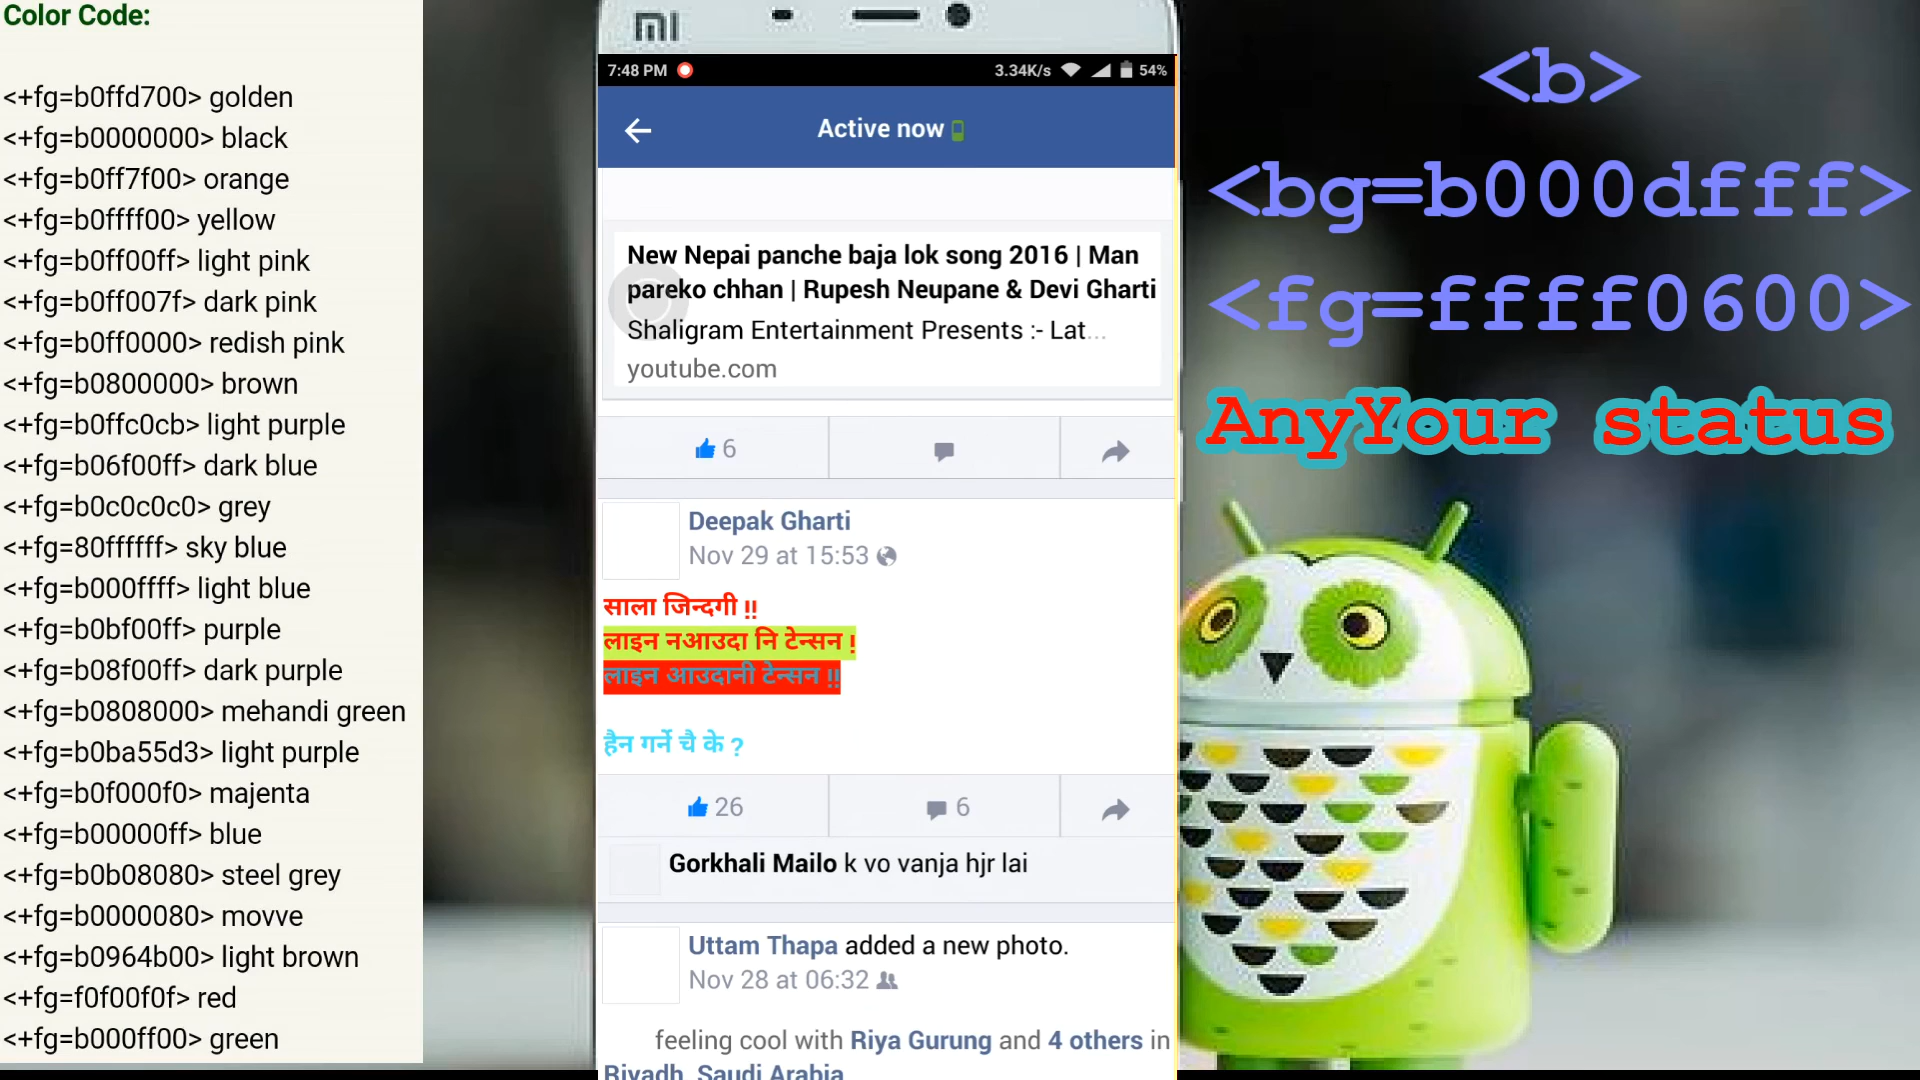 Color Code:
<+fg=b0ffd700> golden
<+fg=b0000000> black
<+fg=b0ff7f00> orange
<+fg=b0ffff00> yellow
<+fg=b0ff00ff> light pink
<+fg=b0ff007f> dark pink
<+fg=b0ff0000> redish pink
<+fg=b0800000> brown
<+fg=b0ffc0cb> light purple
<+fg=b06f00ff> dark blue
<+fg=b0c0c0c0> grey
<+fg=80ffffff> sky blue
<+fg=b000ffff> light blue
<+fg=b0bf00ff> purple
<+fg=b08f00ff> dark purple
<+fg=b0808000> mehandi green
<+fg=b0ba55d3> light purple
<+fg=b0f000f0> majenta
<+fg=b00000ff> blue
<+fg=b0b08080> steel grey
<+fg=b0000080> movve
<+fg=b0964b00> light brown
<+fg=f0f00f0f> red
<+fg=b000ff00> green
mi
7:48 PM 3.34K/s 54%
Active now
New Nepai panche baja lok song 2016 | Man
pareko chhan | Rupesh Neupane & Devi Gharti
Shaligram Entertainment Presents :- Lat...
youtube.com
6
Deepak Gharti
Nov 29 at 15:53
साला जिन्दगी !!
लाइन नआउदा नि टेन्सन !
लाइन आउदानी टेन्सन !!
हैन गर्ने चै के ?
26 6
Gorkhali Mailo k vo vanja hjr lai
Uttam Thapa added a new photo.
Nov 28 at 06:32
feeling cool with Riya Gurung and 4 others in
Riyadh, Saudi Arabia
<b>
<bg=b000dfff>
<fg=ffff0600>
AnyYour status